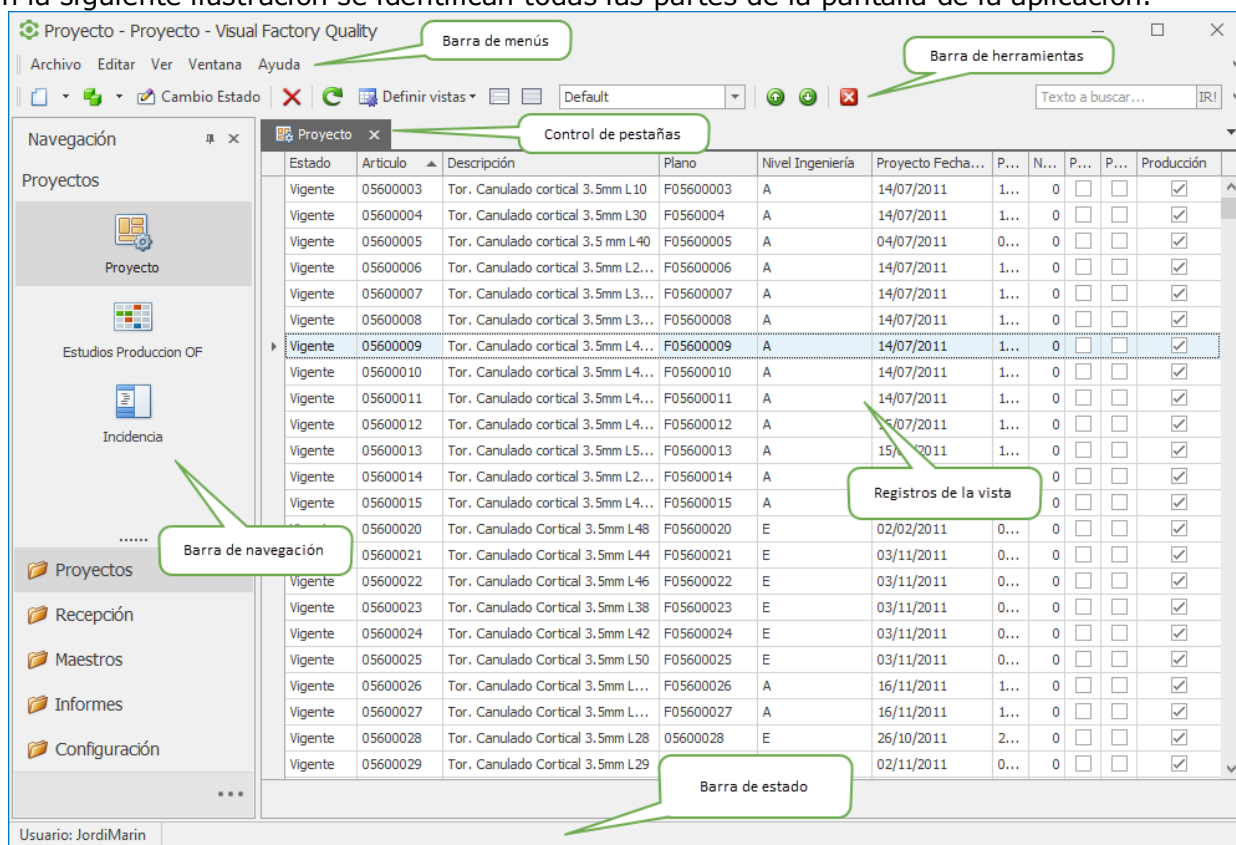 n la siguiente ilustración se identifican todas las partes de la pantalla de la aplicación.
Proyecto - Proyecto - Visual Factory Quality
Barra de menús
Barra de herramientas
Archivo Editar Ver Ventana Ayuda
Cambio Estado Definir vistas Default Texto a buscar... IR!
Navegación
Proyecto
Control de pestañas
Proyectos
Proyecto
Estudios Produccion OF
Incidencia
Barra de navegación
Proyectos
Recepción
Maestros
Informes
Configuración
Estado Articulo Descripción Plano Nivel Ingeniería Proyecto Fecha... P... N... P... P... Producción
Vigente 05600003 Tor. Canulado cortical 3.5mm L10 F05600003 A 14/07/2011 1... 0
Vigente 05600004 Tor. Canulado cortical 3.5mm L30 F0560004 A 14/07/2011 1... 0
Vigente 05600005 Tor. Canulado cortical 3.5 mm L40 F05600005 A 04/07/2011 0... 0
Vigente 05600006 Tor. Canulado cortical 3.5mm L2... F05600006 A 14/07/2011 1... 0
Vigente 05600007 Tor. Canulado cortical 3.5mm L3... F05600007 A 14/07/2011 1... 0
Vigente 05600008 Tor. Canulado cortical 3.5mm L3... F05600008 A 14/07/2011 1... 0
Vigente 05600009 Tor. Canulado cortical 3.5mm L4... F05600009 A 14/07/2011 1... 0
Vigente 05600010 Tor. Canulado cortical 3.5mm L4... F05600010 A 14/07/2011 1... 0
Vigente 05600011 Tor. Canulado cortical 3.5mm L4... F05600011 A 14/07/2011 1... 0
Vigente 05600012 Tor. Canulado cortical 3.5mm L4... F05600012 A /07/2011 1... 0
Vigente 05600013 Tor. Canulado cortical 3.5mm L5... F05600013 A 15/0 /2011 1... 0
Vigente 05600014 Tor. Canulado cortical 3.5mm L2... F05600014 A 0
Registros de la vista
Vigente 05600015 Tor. Canulado cortical 3.5mm L4... F05600015 A 0
05600020 Tor. Canulado Cortical 3.5mm L48 F05600020 E 02/02/2011 0... 0
05600021 Tor. Canulado Cortical 3.5mm L44 F05600021 E 03/11/2011 0... 0
Vigente 05600022 Tor. Canulado Cortical 3.5mm L46 F05600022 E 03/11/2011 0... 0
Vigente 05600023 Tor. Canulado Cortical 3.5mm L38 F05600023 E 03/11/2011 0... 0
Vigente 05600024 Tor. Canulado Cortical 3.5mm L42 F05600024 E 03/11/2011 0... 0
Vigente 05600025 Tor. Canulado Cortical 3.5mm L50 F05600025 E 03/11/2011 0... 0
Vigente 05600026 Tor. Canulado Cortical 3.5mm L... F05600026 A 16/11/2011 1... 0
Vigente 05600027 Tor. Canulado Cortical 3.5mm L... F05600027 A 16/11/2011 1... 0
Vigente 05600028 Tor. Canulado Cortical 3.5mm L28 05600028 E 26/10/2011 2... 0
Vigente 05600029 Tor. Canulado Cortical 3.5mm L29 02/11/2011 0... 0
Barra de estado
Usuario: JordiMarin